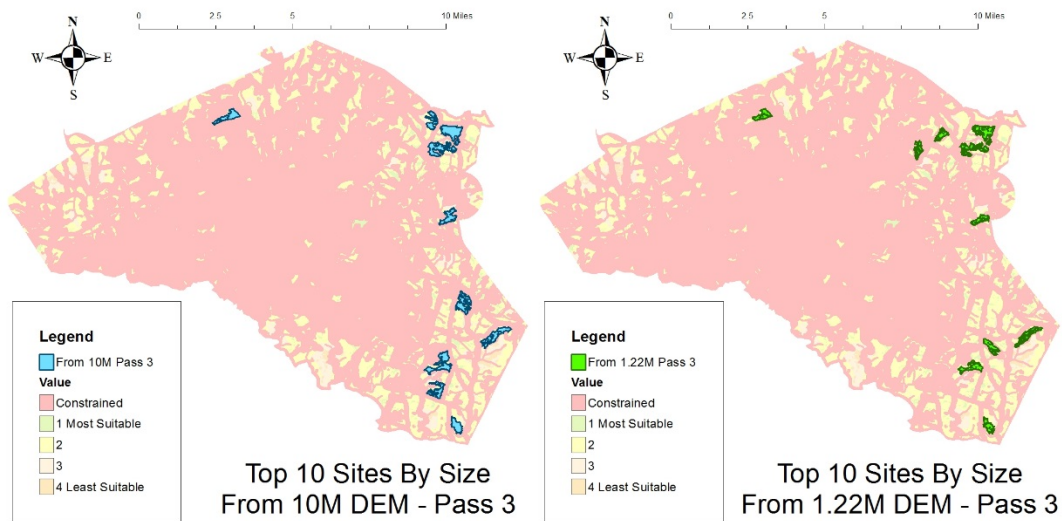 0 2.5 5 10 Miles
N
W E
S
Legend
From 10M Pass 3
Value
Constrained
1 Most Suitable
2
3
4 Least Suitable
Top 10 Sites By Size
From 10M DEM - Pass 3
0 2.5 5 10 Miles
N
W E
S
Legend
From 1.22M Pass 3
Value
Constrained
1 Most Suitable
2
3
4 Least Suitable
Top 10 Sites By Size
From 1.22M DEM - Pass 3